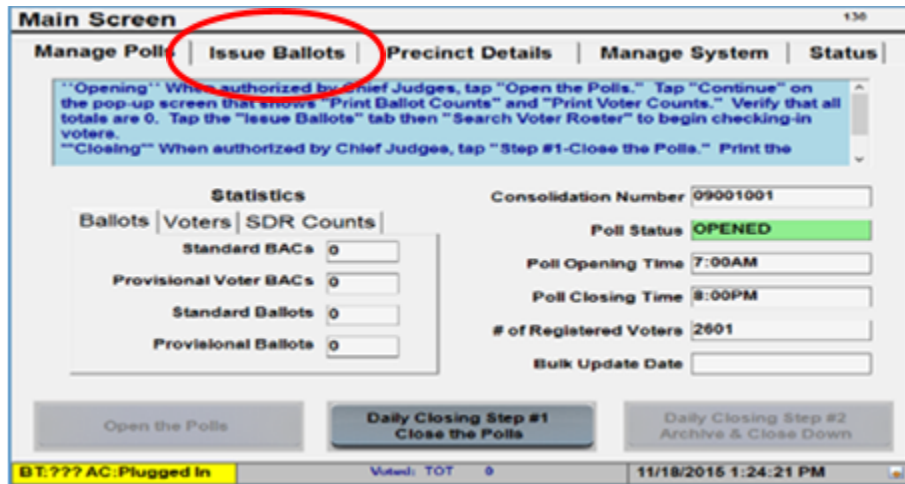 Main Screen
130
Manage Polls | Issue Ballots | Precinct Details | Manage System | Status
""Opening"" When authorized by Chief Judges, tap "Open the Polls." Tap "Continue" on
the pop-up screen that shows "Print Ballot Counts" and "Print Voter Counts." Verify that all
totals are 0. Tap the "Issue Ballots" tab then "Search Voter Roster" to begin checking-in
voters.
""Closing"" When authorized by Chief Judges, tap "Step #1-Close the Polls." Print the
Statistics
Ballots | Voters | SDR Counts
Standard BACs 0
Provisional Voter BACs 0
Standard Ballots 0
Provisional Ballots 0
Consolidation Number 09001001
Poll Status OPENED
Poll Opening Time 7:00AM
Poll Closing Time 8:00PM
# of Registered Voters 2601
Bulk Update Date
Open the Polls
Daily Closing Step #1
Close the Polls
Daily Closing Step #2
Archive & Close Down
BT:??? AC:Plugged In
Voted: TOT 0
11/18/2015 1:24:21 PM